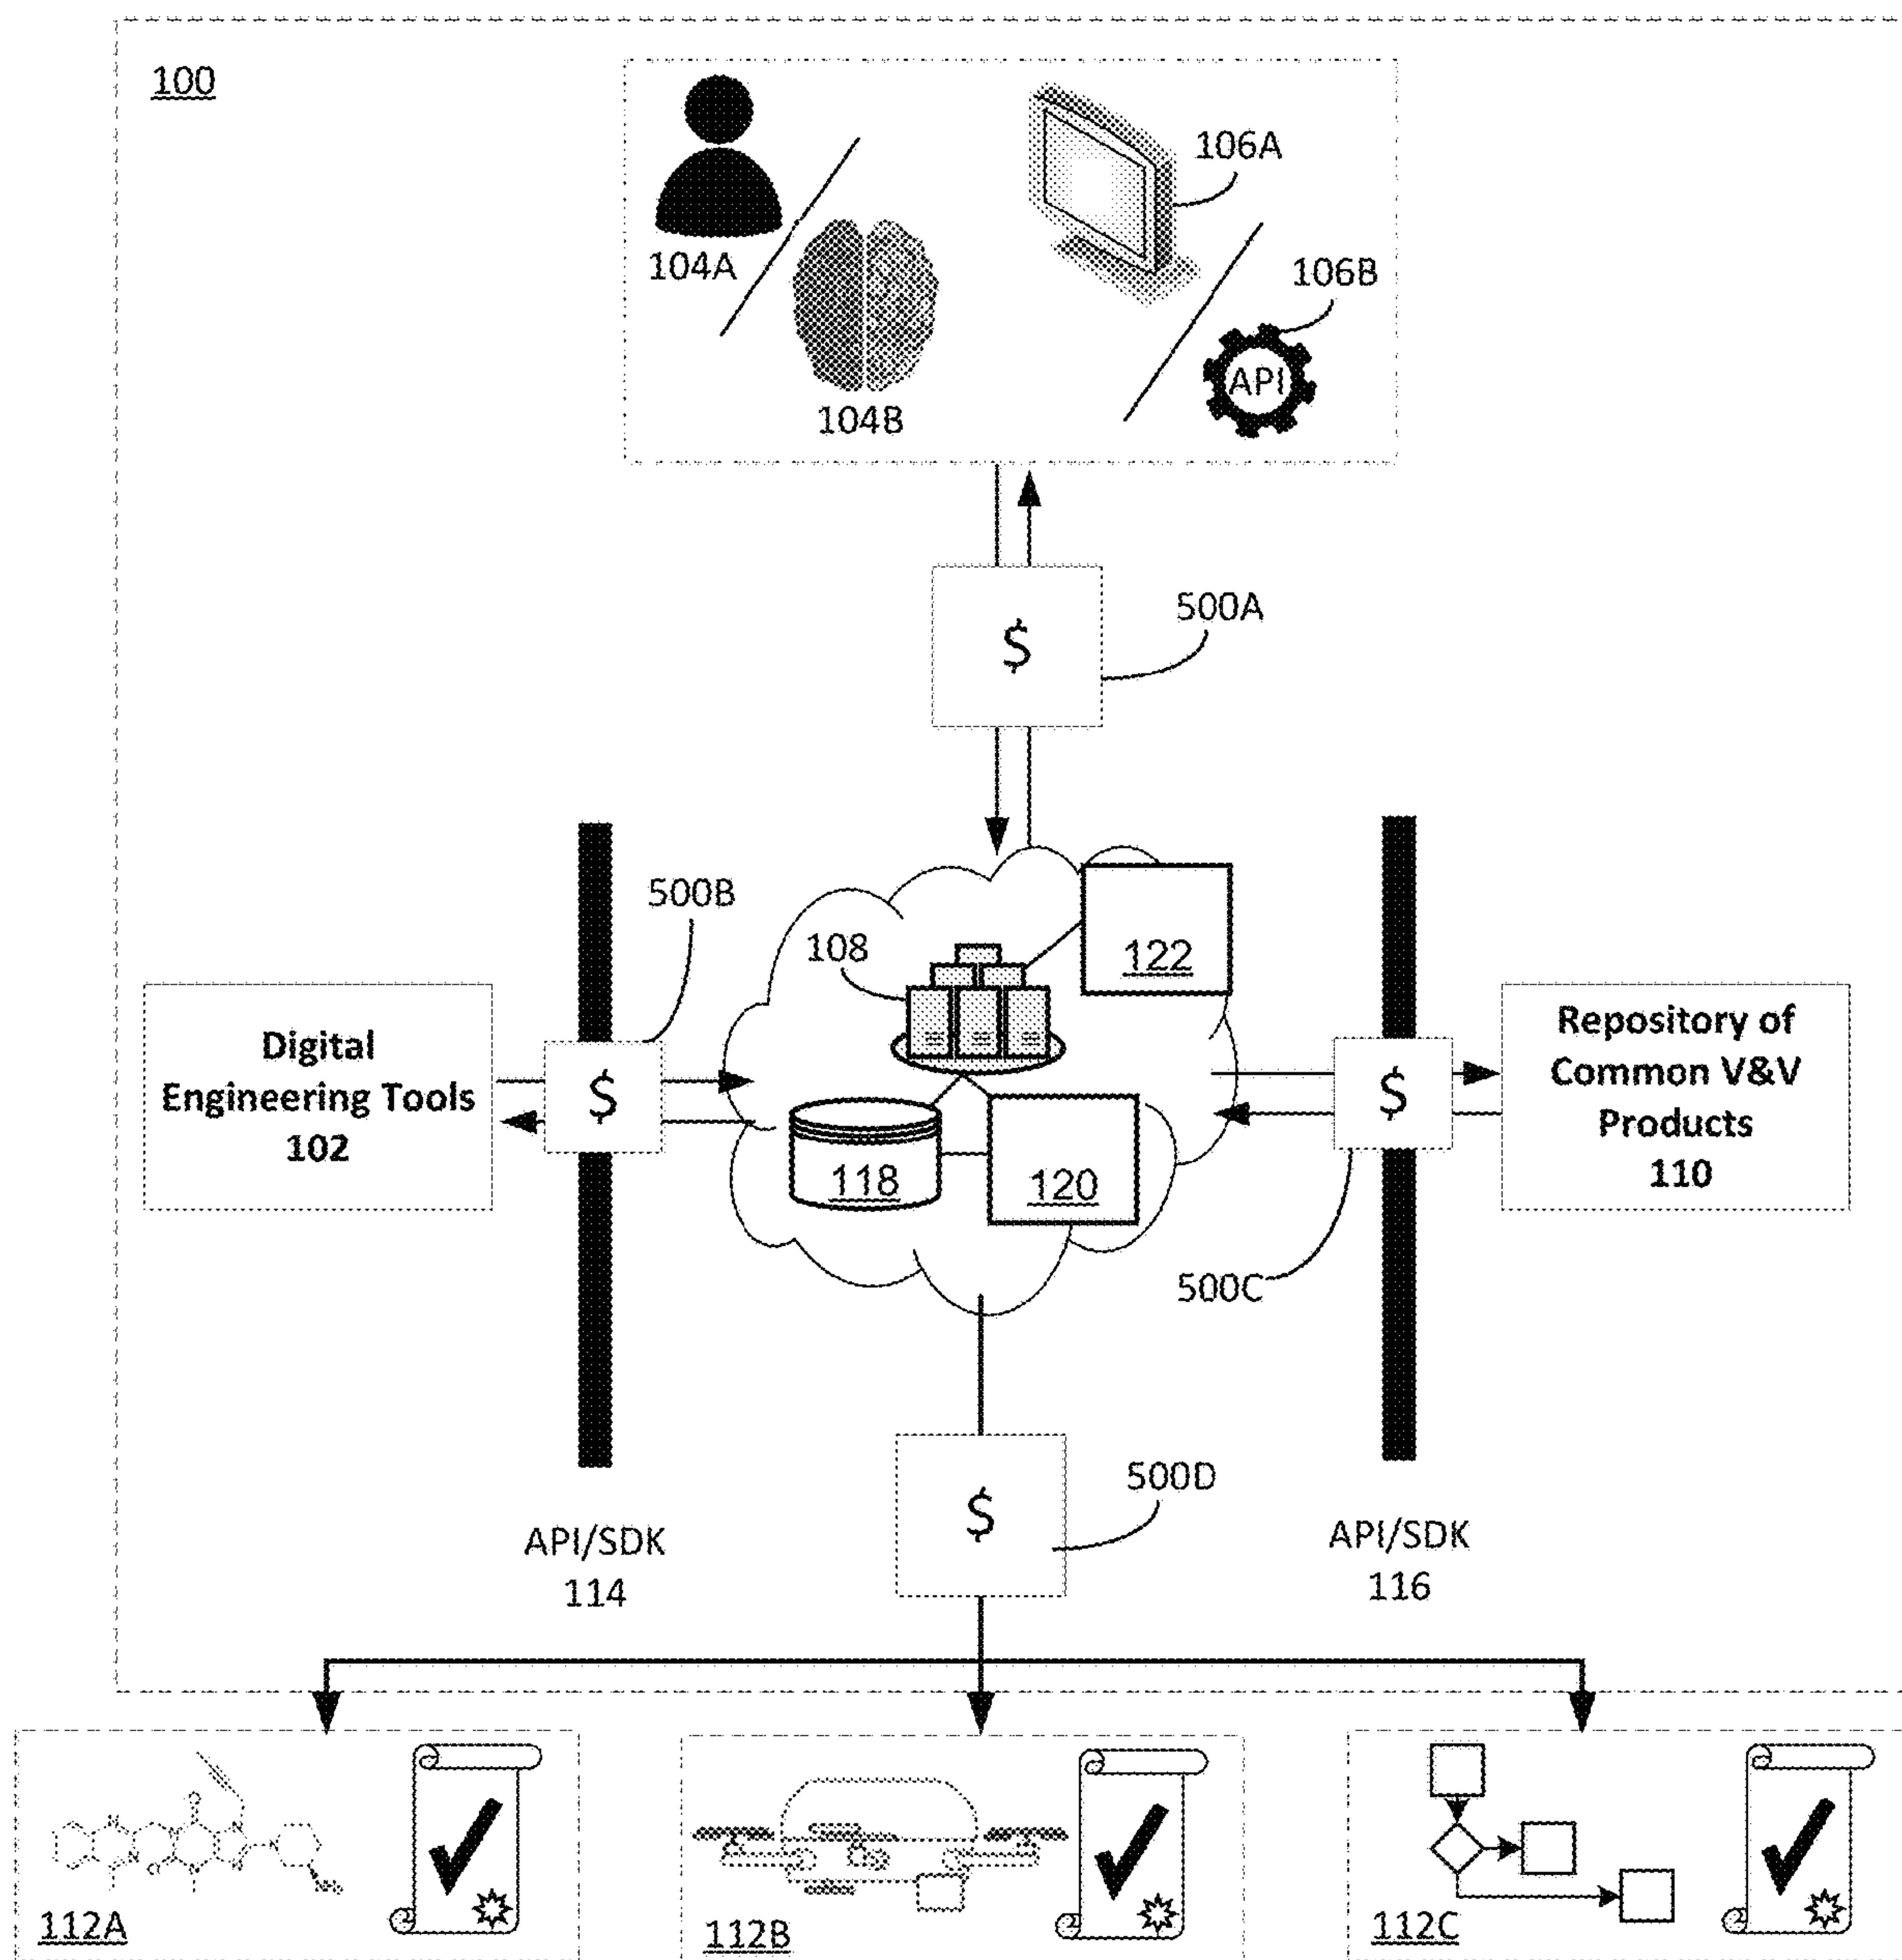 100
104A
104B
106A
106B
API
$
500A
500B
108
122
118
120
Digital
Engineering Tools
102
$
$
Repository of
Common V&V
Products
110
500C
$
500D
API/SDK
114
API/SDK
116
112A
112B
112C